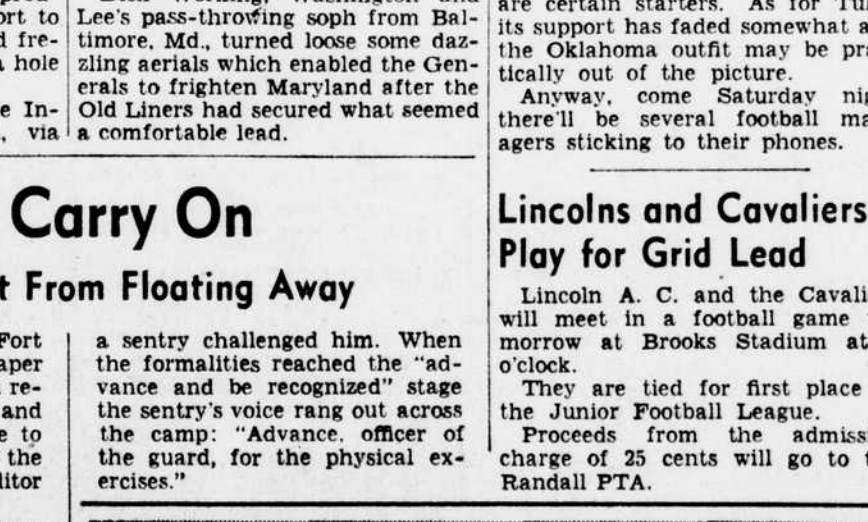 ort to
d fre-
hole
e In-
, via
Lee's pass-throwing soph from Bal-
timore, Md., turned loose some daz-
zling aerials which enabled the Gen-
erals to frighten Maryland after the
Old Liners had secured what seemed
a comfortable lead.
Carry On
t From Floating Away
Fort
aper
re-
and
e to
the
litor
a sentry challenged him. When
the formalities reached the "ad-
vance and be recognized" stage
the sentry's voice rang out across
the camp: "Advance, officer of
the guard, for the physical ex-
ercises."
are certain starters. As for Tul
its support has faded somewhat a
the Oklahoma outfit may be pra
tically out of the picture.
Anyway, come Saturday nig
there'll be several football ma
agers sticking to their phones.
Lincolns and Cavaliers
Play for Grid Lead
Lincoln A. C. and the Cavali
will meet in a football game
morrow at Brooks Stadium at
o'clock.
They are tied for first place
the Junior Football League.
Proceeds from the admissi
charge of 25 cents will go to t
Randall PTA.